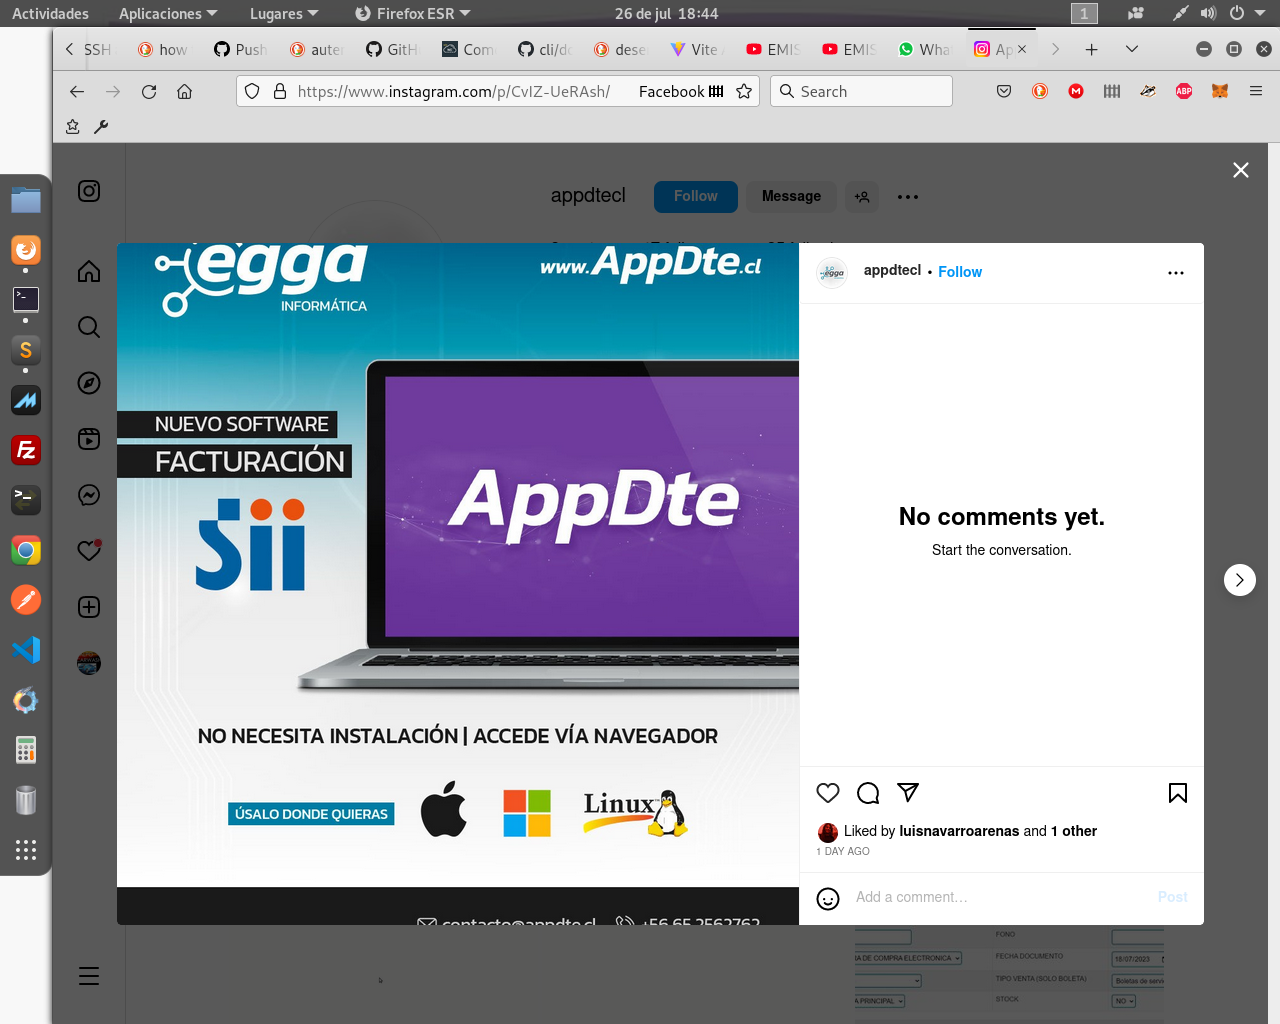 Actividades Aplicaciones Lugares Firefox ESR 26 de jul 18:44 1
SSH how Push auter GitH Com cli/do dese Vite EMIS EMIS What Ap
https://www.instagram.com/p/CvIZ-UeRAsh/ Facebook Search
ABP
appdtecl Follow Message
egga
INFORMÁTICA
www.AppDte.cl
NUEVO SOFTWARE
FACTURACIÓN
Sii
AppDte
NO NECESITA INSTALACIÓN | ACCEDE VÍA NAVEGADOR
ÚSALO DONDE QUIERAS
Linux
contacto@appdte.cl +56 65 2562762
appdtecl • Follow
No comments yet.
Start the conversation.
Liked by luisnavarroarenas and 1 other
1 DAY AGO
Add a comment… Post
FONO
RA DE COMPRA ELECTRONICA FECHA DOCUMENTO 18/07/2023
TIPO VENTA (SOLO BOLETA) Boletas de servi
A PRINCIPAL STOCK NO